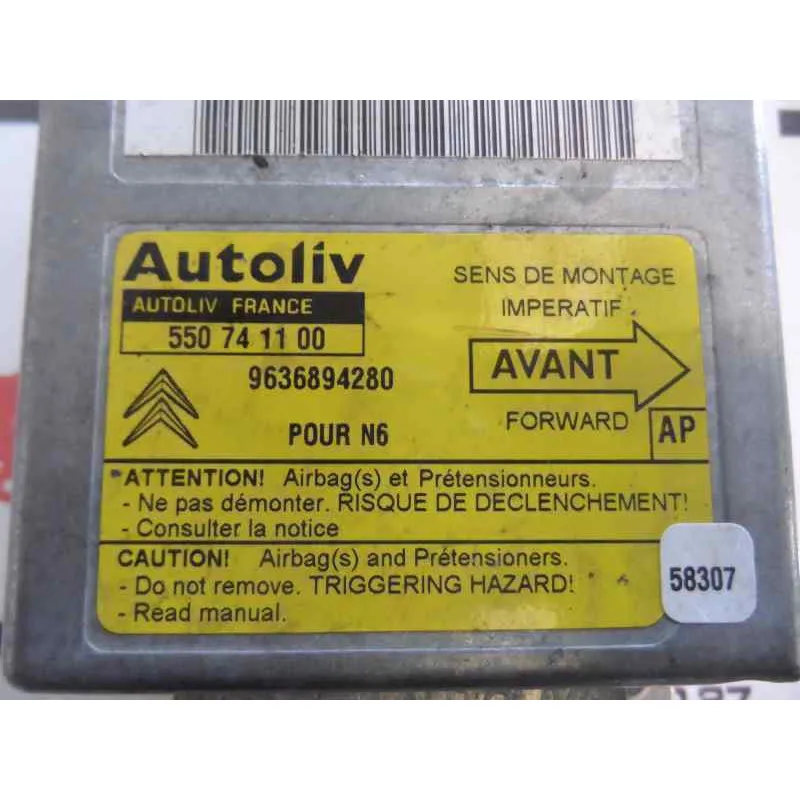 Autoliv
AUTOLIV FRANCE
550 74 11 00
9636894280
POUR N6
SENS DE MONTAGE
IMPERATIF
AVANT
FORWARD
AP
ATTENTION! Airbag(s) et Prétensionneurs.
- Ne pas démonter. RISQUE DE DECLENCHEMENT!
- Consulter la notice
CAUTION! Airbag(s) and Prétensioners.
- Do not remove. TRIGGERING HAZARD!
- Read manual.
58307